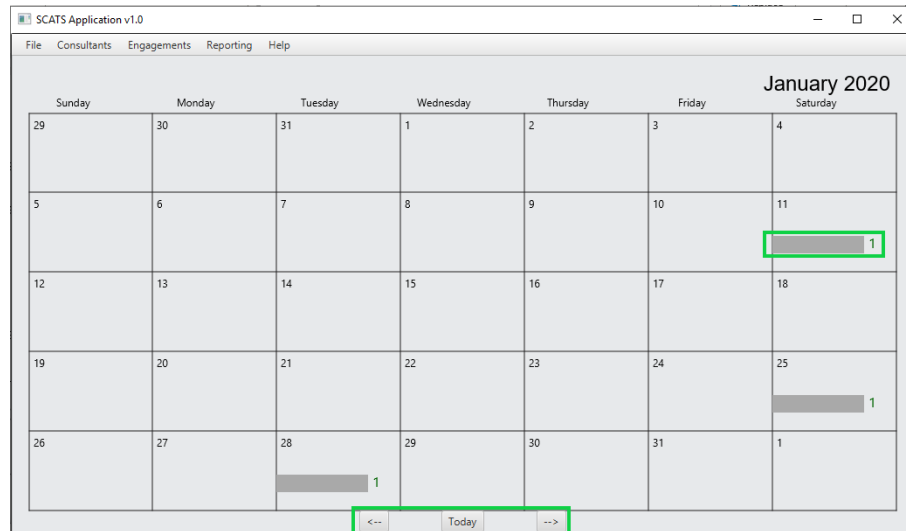 SCATS Application v1.0
File Consultants Engagements Reporting Help
January 2020
Sunday Monday Tuesday Wednesday Thursday Friday Saturday
29 30 31 1 2 3 4
5 6 7 8 9 10 11
1
12 13 14 15 16 17 18
19 20 21 22 23 24 25
1
26 27 28 29 30 31 1
1
<-- Today -->